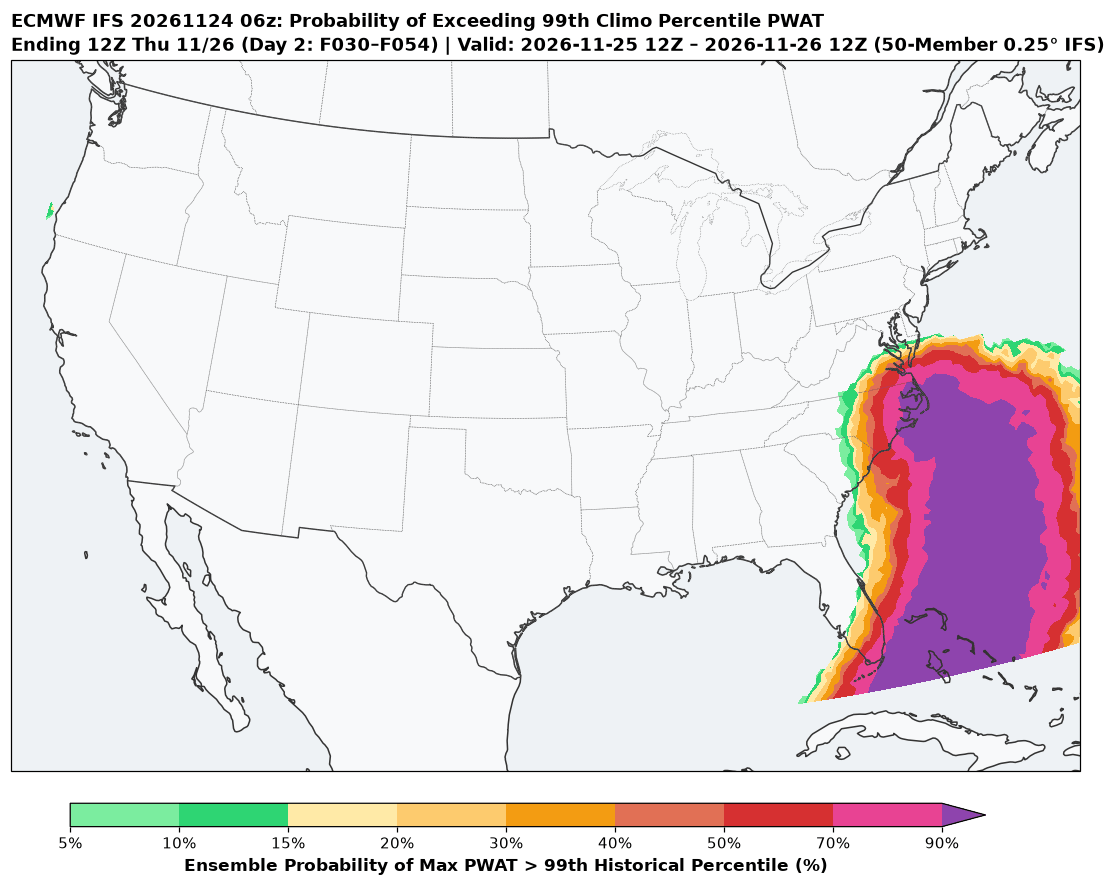 ECMWF IFS 20261124 06z: Probability of Exceeding 99th Climo Percentile PWAT
Ending 12Z Thu 11/26 (Day 2: F030–F054) | Valid: 2026-11-25 12Z – 2026-11-26 12Z (50-Member 0.25° IFS)
5% 10% 15% 20% 30% 40% 50% 70% 90%
Ensemble Probability of Max PWAT > 99th Historical Percentile (%)